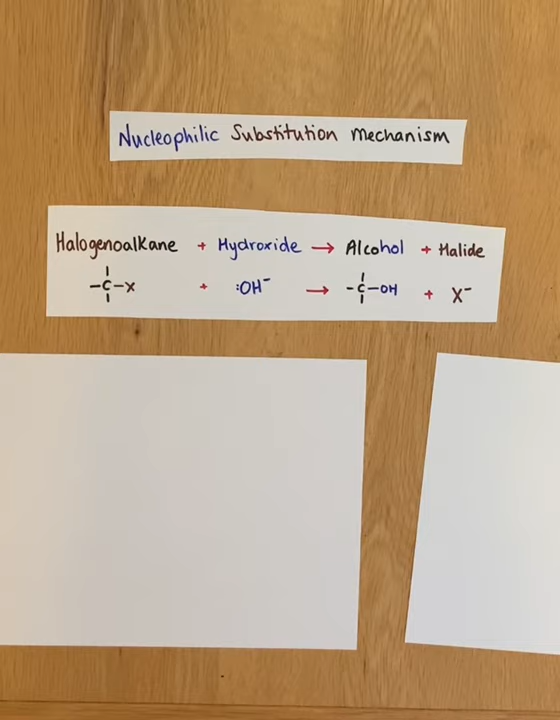 Nucleophilic Substitution mechanism
Halogenoalkane + Hydroxide → Alcohol + Halide
-C-X + :OH⁻ → -C-OH + X⁻